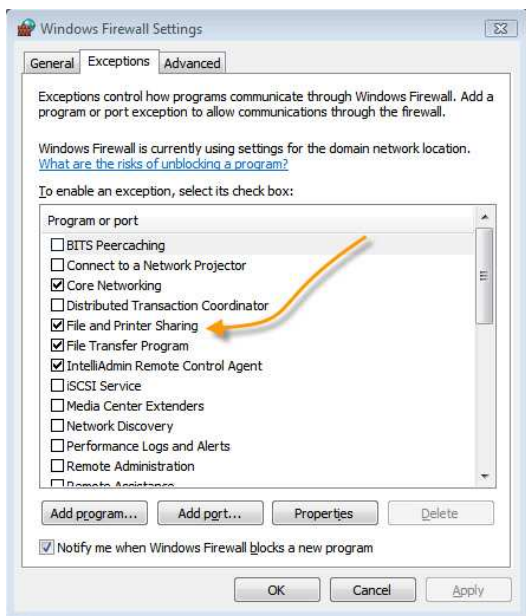 Windows Firewall Settings
General Exceptions Advanced
Exceptions control how programs communicate through Windows Firewall. Add a
program or port exception to allow communications through the firewall.
Windows Firewall is currently using settings for the domain network location.
What are the risks of unblocking a program?
To enable an exception, select its check box:
Program or port
BITS Peercaching
Connect to a Network Projector
Core Networking
Distributed Transaction Coordinator
File and Printer Sharing
File Transfer Program
IntelliAdmin Remote Control Agent
iSCSI Service
Media Center Extenders
Network Discovery
Performance Logs and Alerts
Remote Administration
Remote Assistance
Add program... Add port... Properties Delete
Notify me when Windows Firewall blocks a new program
OK Cancel Apply